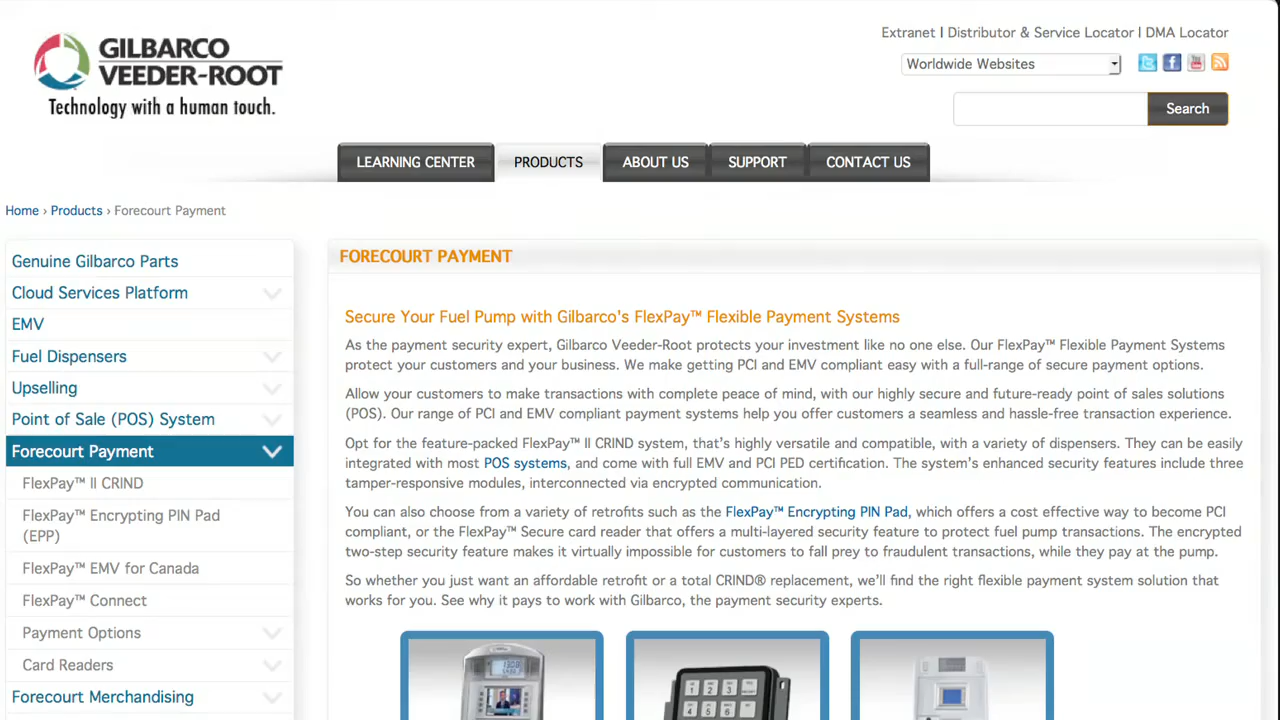 GILBARCO
VEEDER-ROOT
Technology with a human touch.
Extranet | Distributor & Service Locator | DMA Locator
Worldwide Websites
Search
LEARNING CENTER
PRODUCTS
ABOUT US
SUPPORT
CONTACT US
Home › Products › Forecourt Payment
Genuine Gilbarco Parts
Cloud Services Platform
EMV
Fuel Dispensers
Upselling
Point of Sale (POS) System
Forecourt Payment
FlexPay™ II CRIND
FlexPay™ Encrypting PIN Pad
(EPP)
FlexPay™ EMV for Canada
FlexPay™ Connect
Payment Options
Card Readers
Forecourt Merchandising
FORECOURT PAYMENT
Secure Your Fuel Pump with Gilbarco's FlexPay™ Flexible Payment Systems
As the payment security expert, Gilbarco Veeder-Root protects your investment like no one else. Our FlexPay™ Flexible Payment Systems
protect your customers and your business. We make getting PCI and EMV compliant easy with a full-range of secure payment options.
Allow your customers to make transactions with complete peace of mind, with our highly secure and future-ready point of sales solutions
(POS). Our range of PCI and EMV compliant payment systems help you offer customers a seamless and hassle-free transaction experience.
Opt for the feature-packed FlexPay™ II CRIND system, that's highly versatile and compatible, with a variety of dispensers. They can be easily
integrated with most POS systems, and come with full EMV and PCI PED certification. The system's enhanced security features include three
tamper-responsive modules, interconnected via encrypted communication.
You can also choose from a variety of retrofits such as the FlexPay™ Encrypting PIN Pad, which offers a cost effective way to become PCI
compliant, or the FlexPay™ Secure card reader that offers a multi-layered security feature to protect fuel pump transactions. The encrypted
two-step security feature makes it virtually impossible for customers to fall prey to fraudulent transactions, while they pay at the pump.
So whether you just want an affordable retrofit or a total CRIND® replacement, we'll find the right flexible payment system solution that
works for you. See why it pays to work with Gilbarco, the payment security experts.
1 2 3
4 5 6